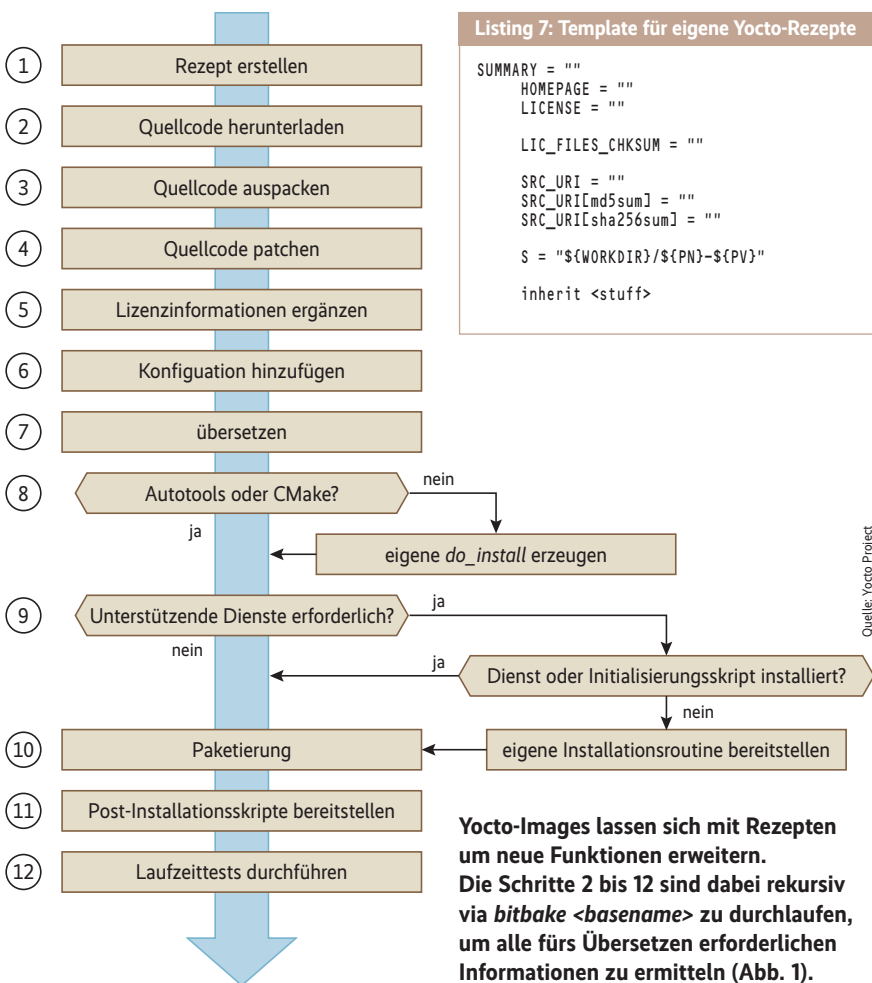 1
Rezept erstellen
2
Quellcode herunterladen
3
Quellcode auspacken
4
Quellcode patchen
5
Lizenzinformationen ergänzen
6
Konfiguation hinzufügen
7
übersetzen
8
Autotools oder CMake?
nein
ja
eigene do_install erzeugen
9
Unterstützende Dienste erforderlich?
ja
nein
ja
Dienst oder Initialisierungsskript installiert?
nein
10
Paketierung
eigene Installationsroutine bereitstellen
11
Post-Installationsskripte bereitstellen
12
Laufzeittests durchführen
Listing 7: Template für eigene Yocto-Rezepte
SUMMARY = ""
HOMEPAGE = ""
LICENSE = ""
LIC_FILES_CHKSUM = ""
SRC_URI = ""
SRC_URI[md5sum] = ""
SRC_URI[sha256sum] = ""
S = "${WORKDIR}/${PN}-${PV}"
inherit <stuff>
Quelle: Yocto Project
Yocto-Images lassen sich mit Rezepten
um neue Funktionen erweitern.
Die Schritte 2 bis 12 sind dabei rekursiv
via bitbake <basename> zu durchlaufen,
um alle fürs Übersetzen erforderlichen
Informationen zu ermitteln (Abb. 1).